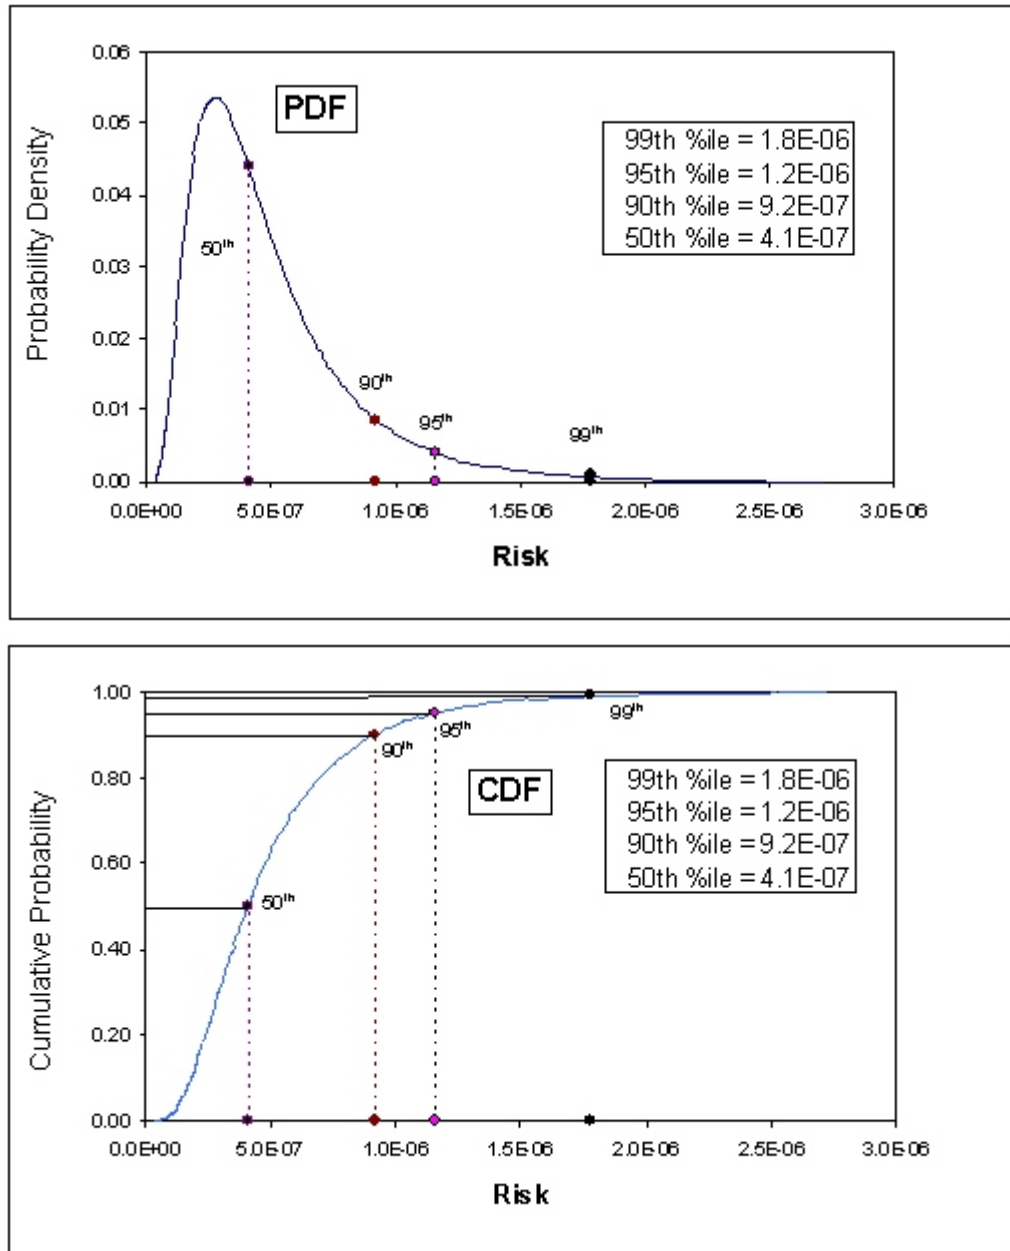 0.06
PDF
0.05
99th %ile = 1.8E-06
95th %ile = 1.2E-06
0.04
90th %ile = 9.2E-07
50th %ile = 4.1E-07
50th
0.03
Probability Density
0.02
90th
0.01
95th
99th
0.00
0.0E+00 5.0E-07 1.0E-06 1.5E-06 2.0E-06 2.5E-06 3.0E-06
Risk
1.00
99th
95th
90th
0.80
CDF
99th %ile = 1.8E-06
95th %ile = 1.2E-06
90th %ile = 9.2E-07
50th %ile = 4.1E-07
0.60
50th
Cumulative Probability
0.40
0.20
0.00
0.0E+00 5.0E-07 1.0E-06 1.5E-06 2.0E-06 2.5E-06 3.0E-06
Risk